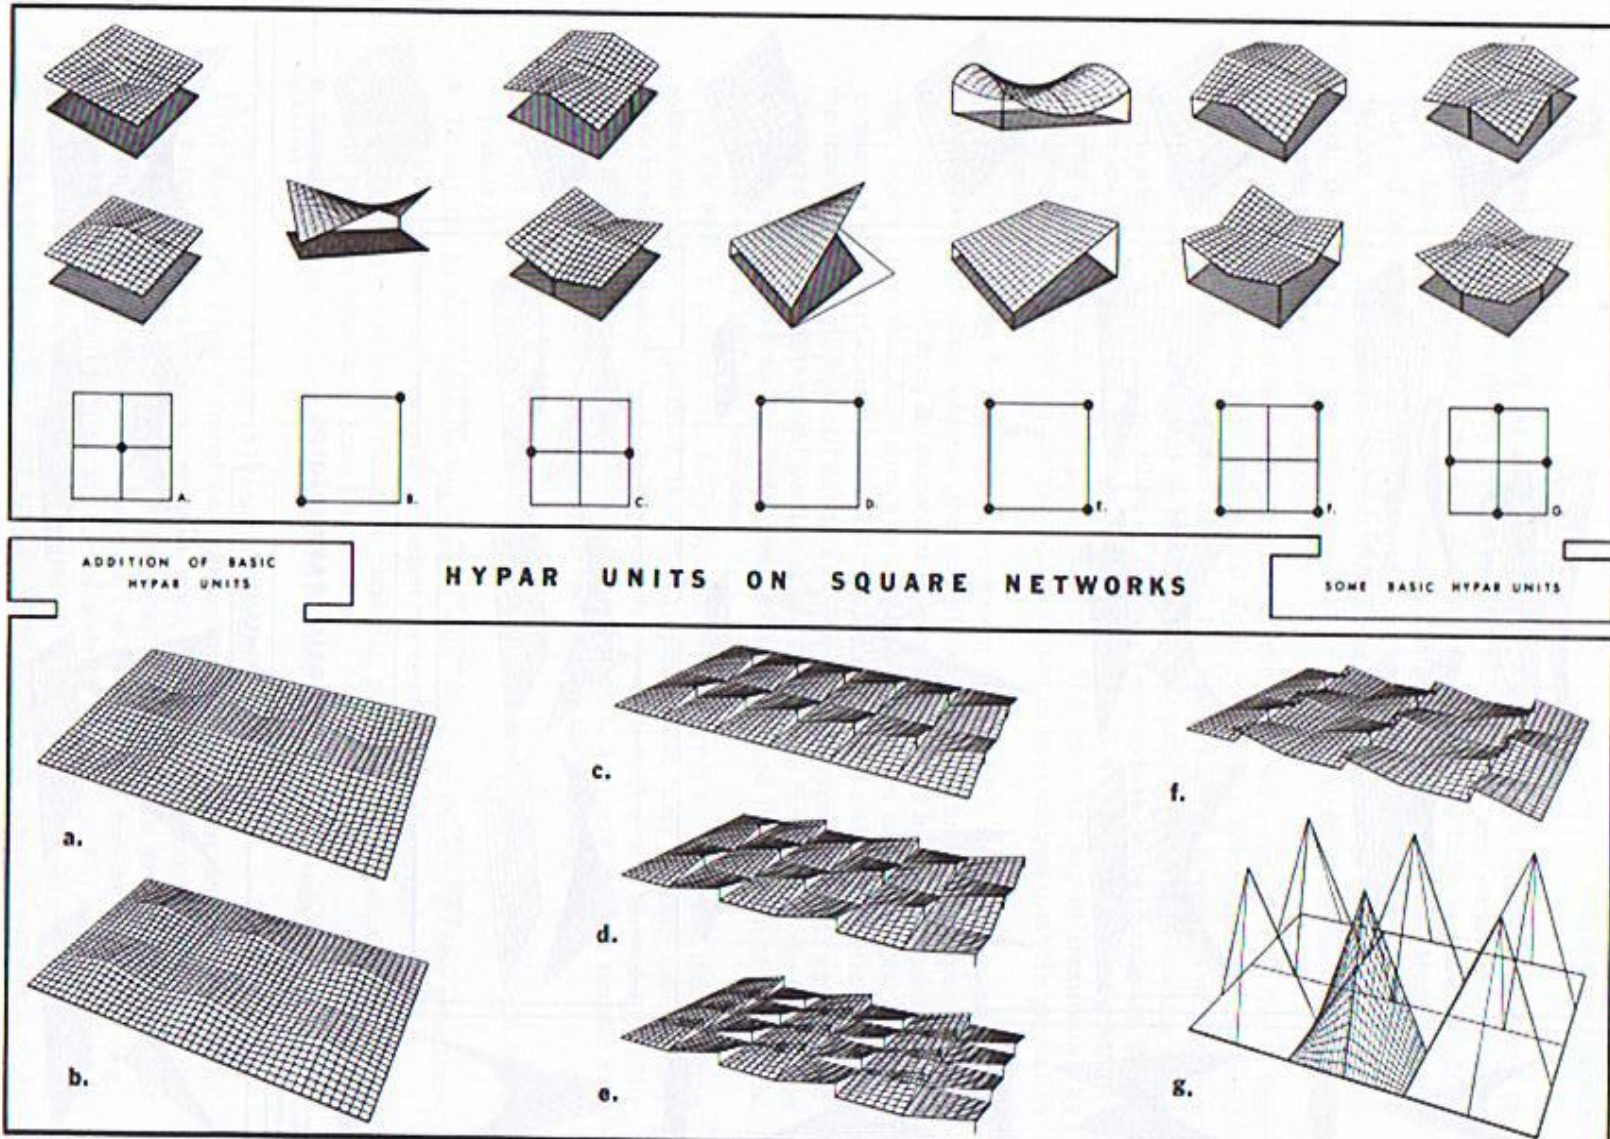 A.
B.
C.
D.
E.
F.
G.
ADDITION OF BASIC
HYPAR UNITS
HYPAR UNITS ON SQUARE NETWORKS
SOME BASIC HYPAR UNITS
a.
b.
c.
d.
e.
f.
g.